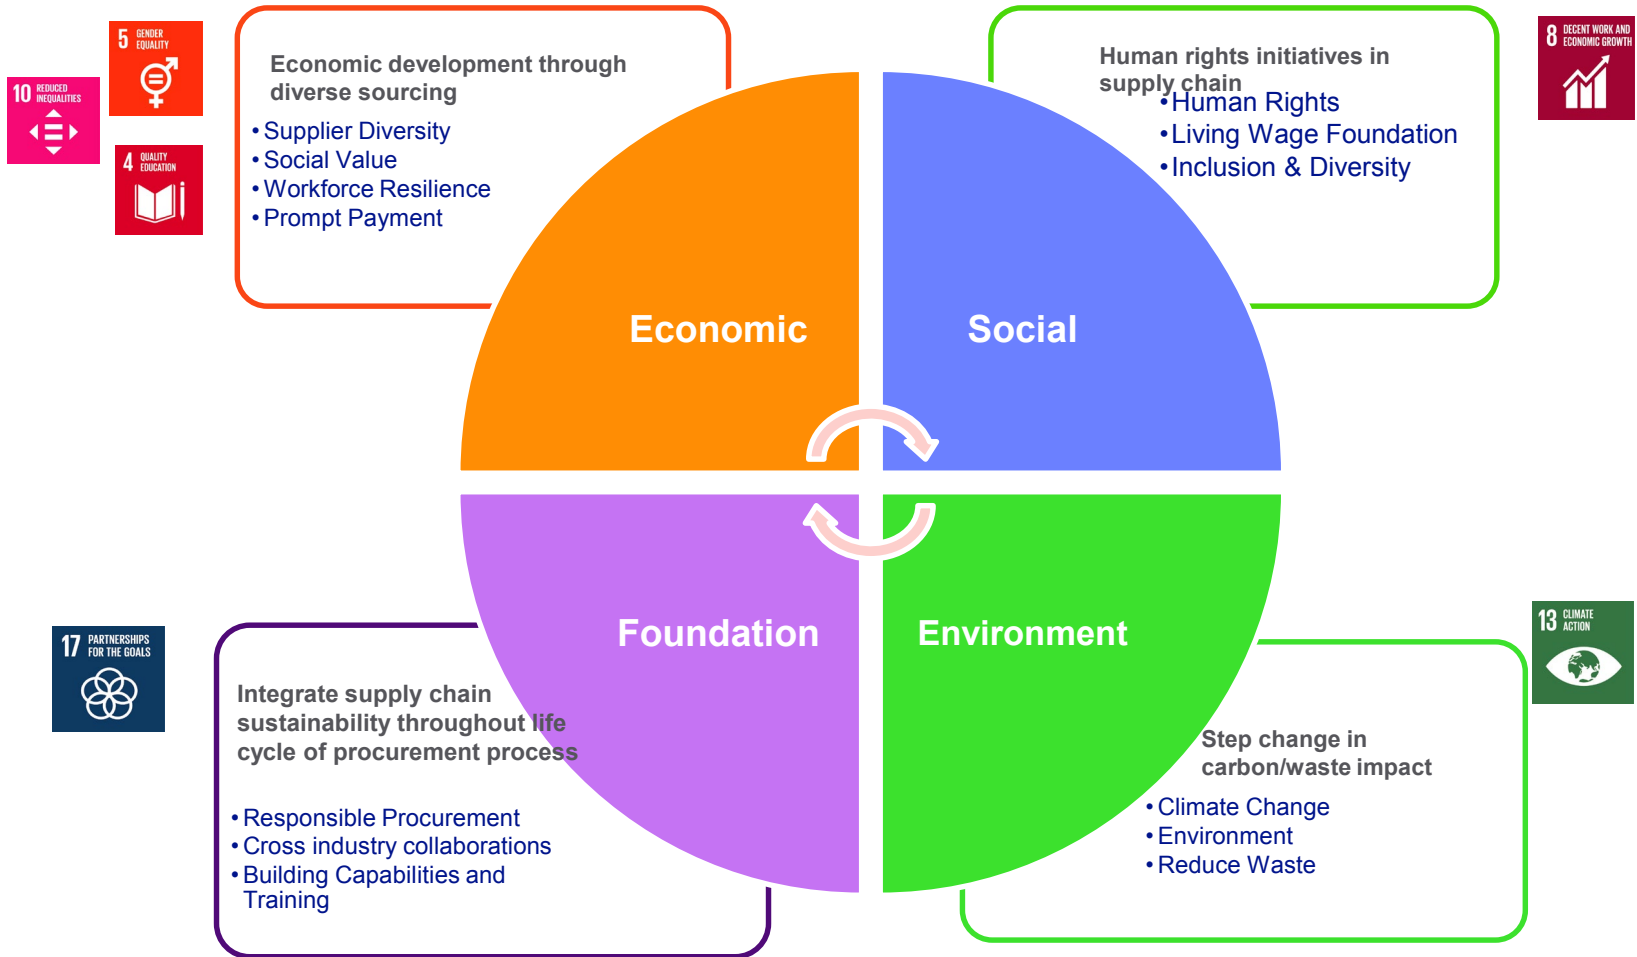 5 GENDER
EQUALITY
10 REDUCED
INEQUALITIES
4 QUALITY
EDUCATION
Economic development through
diverse sourcing
• Supplier Diversity
• Social Value
• Workforce Resilience
• Prompt Payment
Human rights initiatives in
supply chain
• Human Rights
• Living Wage Foundation
• Inclusion & Diversity
8 DECENT WORK AND
ECONOMIC GROWTH
Economic
Social
Foundation
Environment
17 PARTNERSHIPS
FOR THE GOALS
Integrate supply chain
sustainability throughout life
cycle of procurement process
• Responsible Procurement
• Cross industry collaborations
• Building Capabilities and
Training
13 CLIMATE
ACTION
Step change in
carbon/waste impact
• Climate Change
• Environment
• Reduce Waste